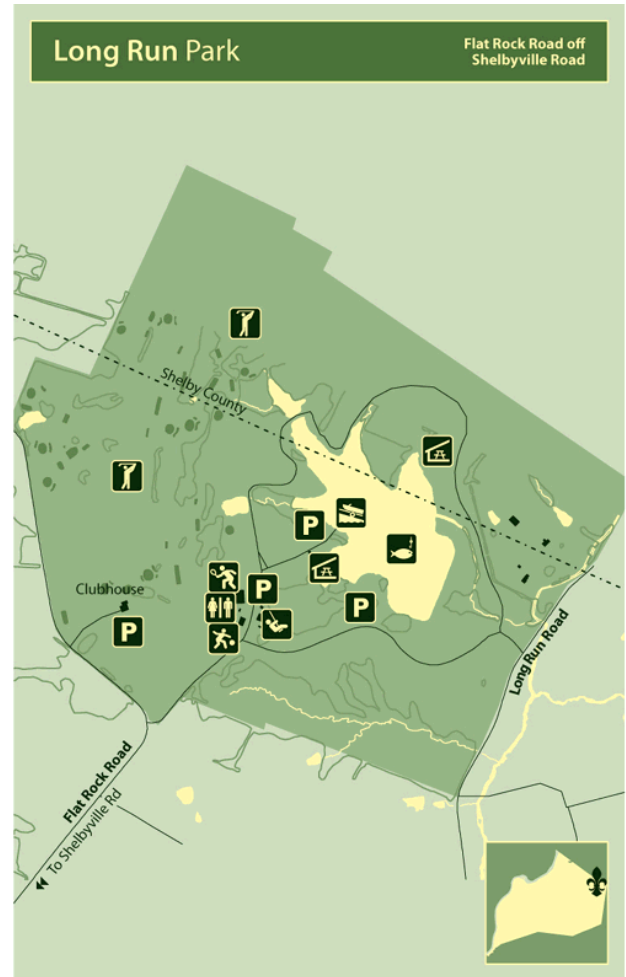 Long Run Park
Flat Rock Road off
Shelbyville Road
Shelby County
P
P
Clubhouse
P
P
Long Run Road
Flat Rock Road
To Shelbyville Rd